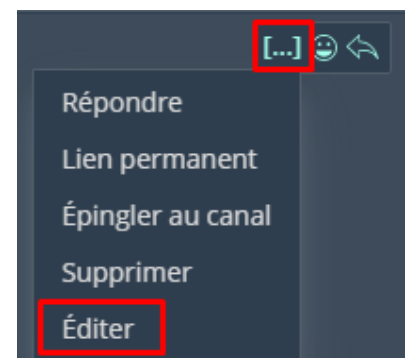 [...]
Répondre
Lien permanent
Épingler au canal
Supprimer
Éditer